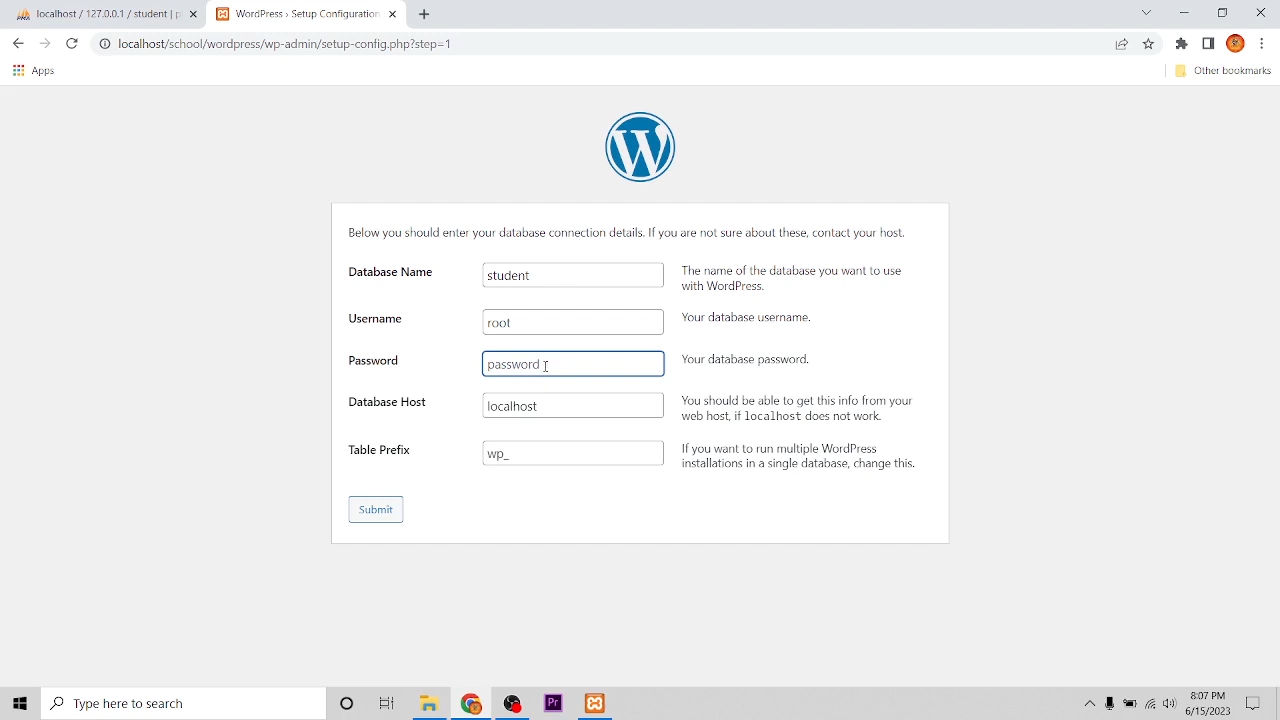 localhost / 127.0.0.1 / student | p
WordPress › Setup Configuration
localhost/school/wordpress/wp-admin/setup-config.php?step=1
Apps
Other bookmarks
Below you should enter your database connection details. If you are not sure about these, contact your host.
Database Name
student
The name of the database you want to use
with WordPress.
Username
root
Your database username.
Password
password
Your database password.
Database Host
localhost
You should be able to get this info from your
web host, if localhost does not work.
Table Prefix
wp_
If you want to run multiple WordPress
installations in a single database, change this.
Submit
Type here to search
Pr
8:07 PM
6/15/2023